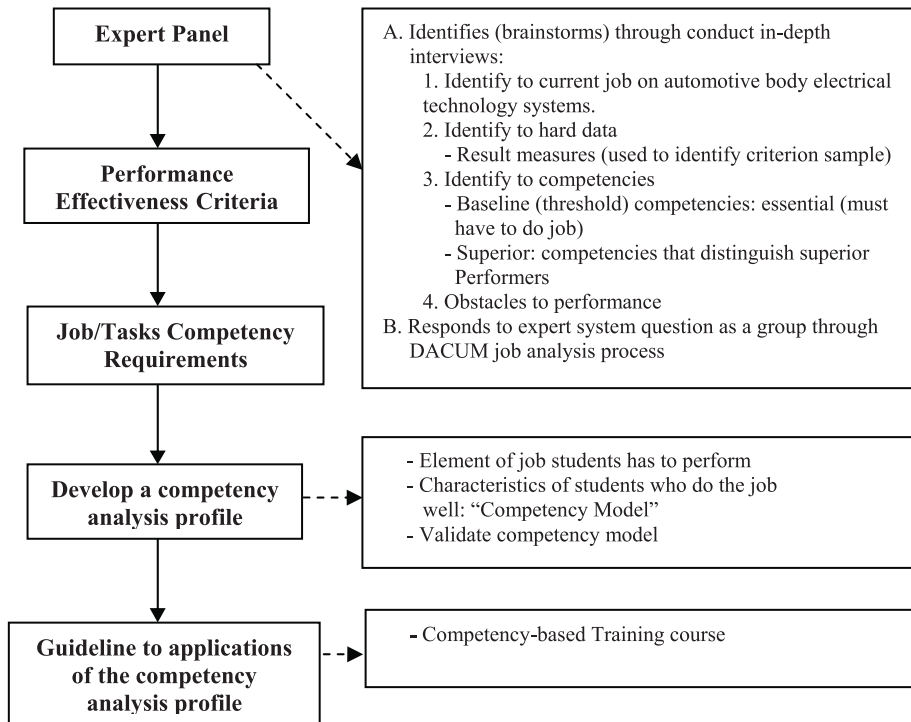 Expert Panel
A. Identifies (brainstorms) through conduct in-depth
interviews:
1. Identify to current job on automotive body electrical
technology systems.
2. Identify to hard data
- Result measures (used to identify criterion sample)
3. Identify to competencies
- Baseline (threshold) competencies: essential (must
have to do job)
- Superior: competencies that distinguish superior
Performers
4. Obstacles to performance
B. Responds to expert system question as a group through
DACUM job analysis process
Performance
Effectiveness Criteria
Job/Tasks Competency
Requirements
Develop a competency
analysis profile
- Element of job students has to perform
- Characteristics of students who do the job
well: “Competency Model”
- Validate competency model
Guideline to applications
of the competency
analysis profile
- Competency-based Training course